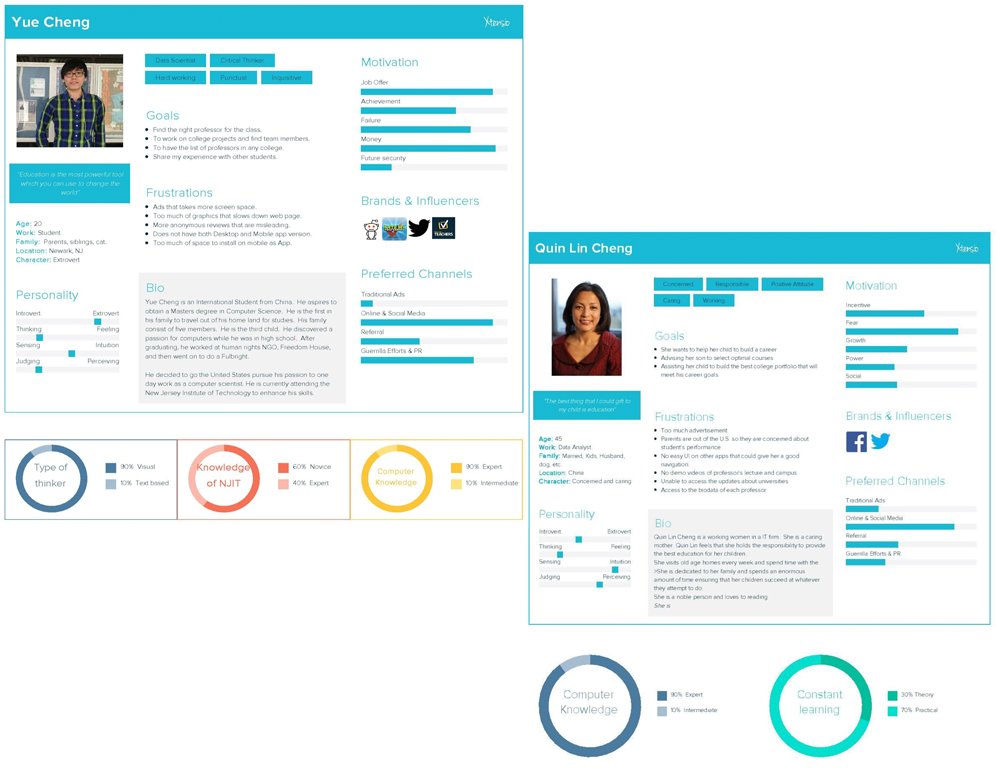 Yue Cheng
Xtensio
Data Scientist
Critical Thinker
Hard working
Punctual
Inquisitive
"Education is the most powerful tool
which you can use to change the
world"
Age: 20
Work: Student
Family: Parents, siblings, cat.
Location: Newark, NJ
Character: Extrovert
Personality
Introvert Extrovert
Thinking Feeling
Sensing Intuition
Judging Perceiving
Goals
Find the right professor for the class.
To work on college projects and find team members.
To have the list of professors in any college.
Share my experience with other students.
Frustrations
Ads that takes more screen space.
Too much of graphics that slows down web page.
More anonymous reviews that are misleading.
Does not have both Desktop and Mobile app version.
Too much of space to install on mobile as App.
Bio
Yue Cheng is an International Student from China. He aspires to
obtain a Masters degree in Computer Science. He is the first in
his family to travel out of his home land for studies. His family
consist of five members. He is the third child. He discovered a
passion for computers while he was in high school. After
graduating, he worked at human rights NGO, Freedom House,
and then went on to do a Fulbright.
He decided to go the United States pursue his passion to one
day work as a computer scientist. He is currently attending the
New Jersey Institute of Technology to enhance his skills.
Motivation
Job Offer
Achievement
Failure
Money
Future security
Brands & Influencers
TEACHERS
Preferred Channels
Traditional Ads
Online & Social Media
Referral
Guerrilla Efforts & PR
Type of
thinker
90% Visual
10% Text based
Knowledge
of NJIT
60% Novice
40% Expert
Computer
Knowledge
90% Expert
10% Intermediate
Quin Lin Cheng
Xtensio
Concerned
Responsible
Positive Attitude
Caring
Working
"The best thing that I could gift to
my child is education"
Age: 45
Work: Data Analyst
Family: Married, Kids, Husband,
dog, etc.
Location: China
Character: Concerned and caring
Personality
Introvert Extrovert
Thinking Feeling
Sensing Intuition
Judging Perceiving
Goals
She wants to help her child to build a career
Advising her son to select optimal courses
Assisting her child to build the best college portfolio that will
meet his career goals
Frustrations
Too much advertisement
Parents are out of the U.S. so they are concerned about
student's performance
No easy UI on other apps that could give her a good
navigation
No demo videos of professor's lecture and campus
Unable to access the updates about universities
Access to the biodata of each professor
Bio
Quin Lin Cheng is a working women in a IT firm. She is a caring
mother. Quin Lin feels that she holds the responsibility to provide
the best education for her children.
She visits old age homes every week and spend time with the
She is dedicated to her family and spends an enormous
amount of time ensuring that her children succeed at whatever
they attempt to do
She is a noble person and loves to reading
She is
Motivation
Incentive
Fear
Growth
Power
Social
Brands & Influencers
Preferred Channels
Traditional Ads
Online & Social Media
Referral
Guerrilla Efforts & PR
Computer
Knowledge
90% Expert
10% Intermediate
Constant
learning
30% Theory
70% Practical